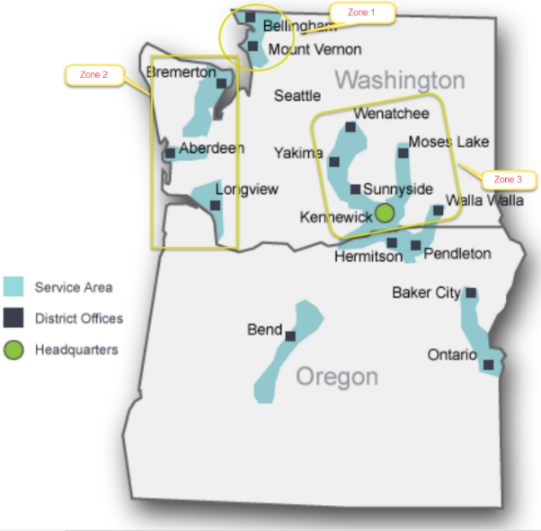 Zone 1
Bellingham
Mount Vernon
Zone 2
Bremerton
Washington
Seattle
Wenatchee
Aberdeen
Yakima
Moses Lake
Zone 3
Longview
Sunnyside
Walla Walla
Kennewick
Hermitson
Pendleton
Service Area
Baker City
District Offices
Bend
Headquarters
Ontario
Oregon